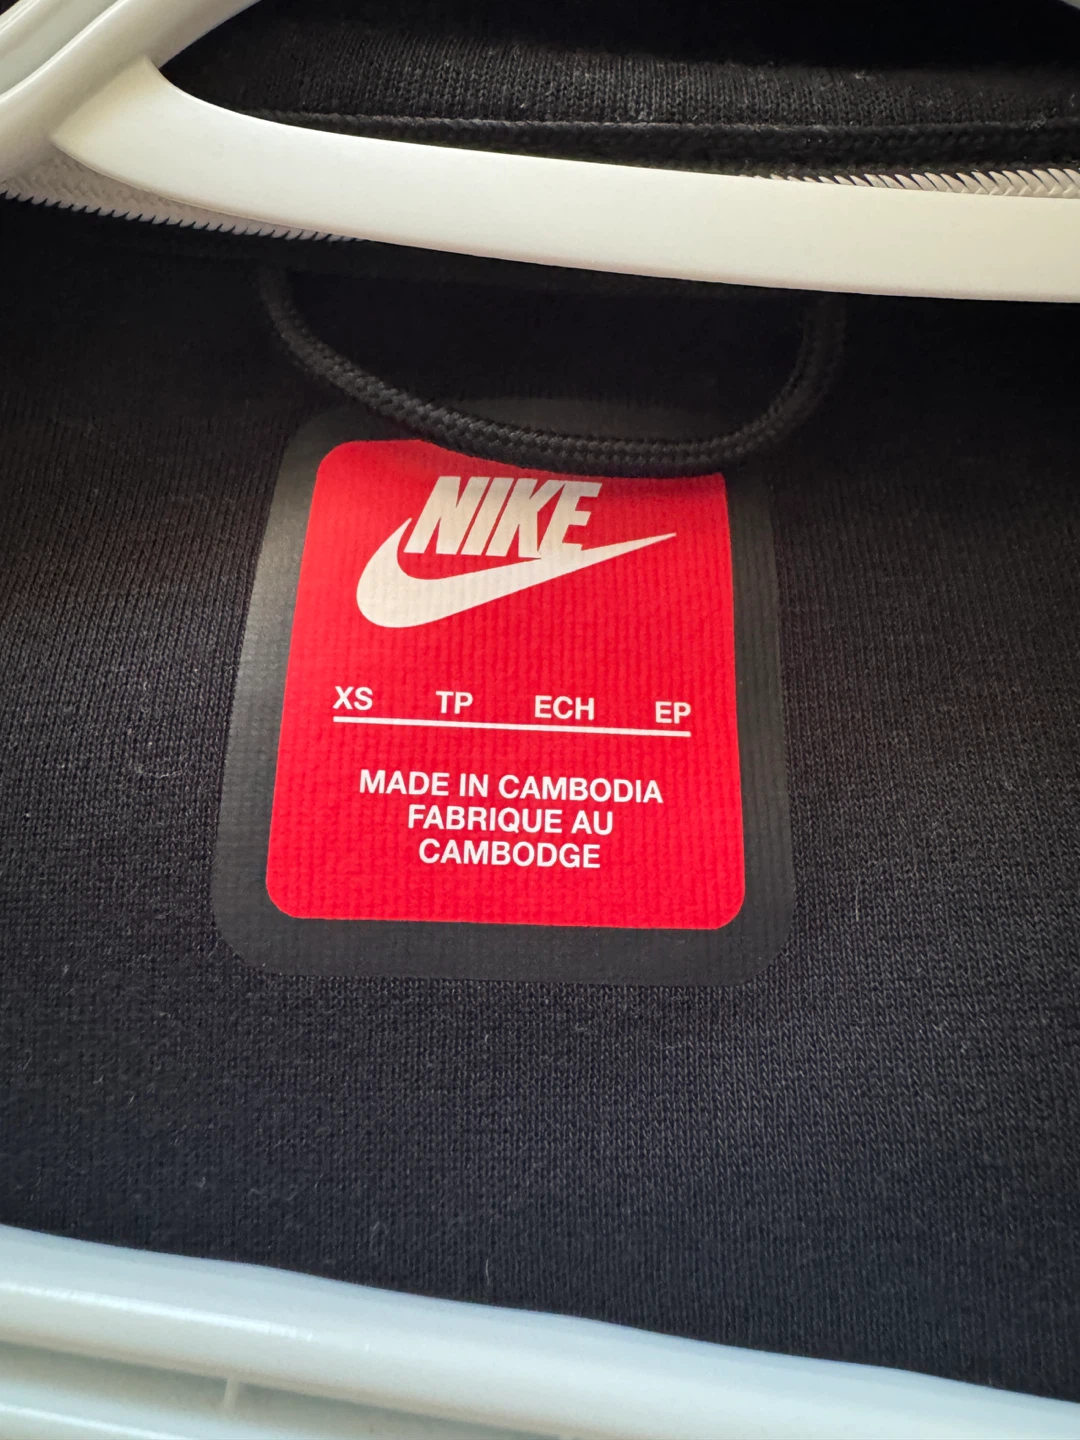 NIKE
XS TP ECH EP
MADE IN CAMBODIA
FABRIQUE AU
CAMBODGE